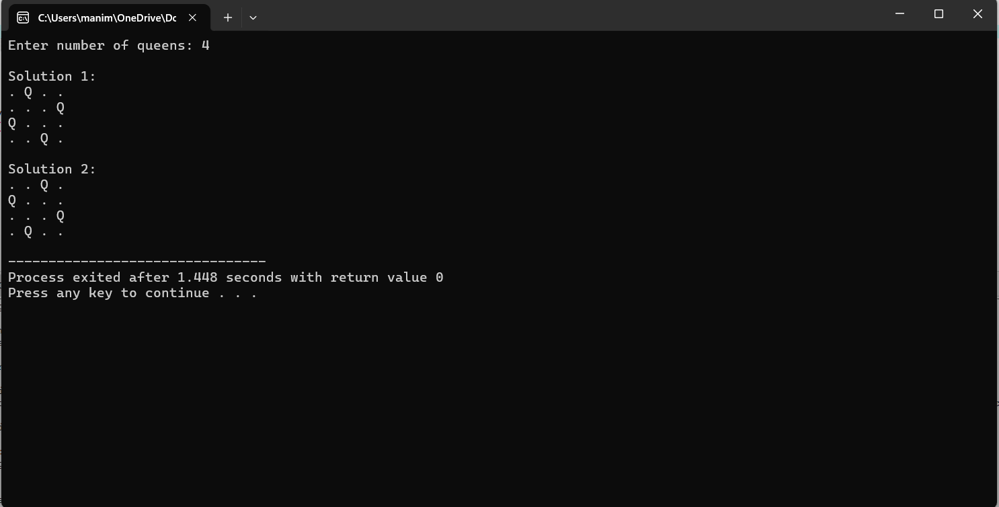 C:\Users\manim\OneDrive\Dc
Enter number of queens: 4
Solution 1:
. Q . .
. . . Q
Q . . .
. . Q .
Solution 2:
. . Q .
Q . . .
. . . Q
. Q . .
--------------------------------
Process exited after 1.448 seconds with return value 0
Press any key to continue . . .